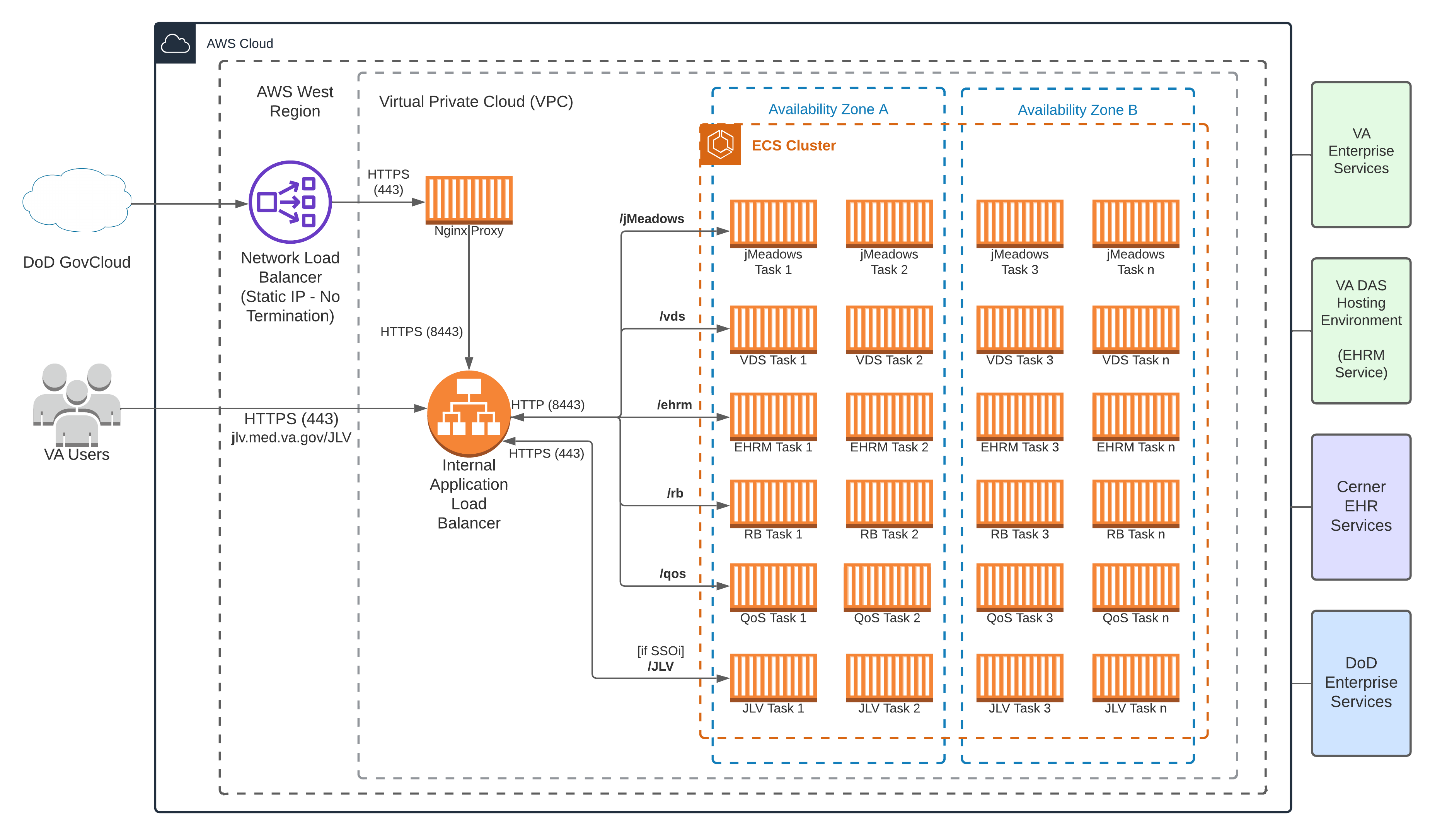 AWS Cloud
AWS West
Region
Virtual Private Cloud (VPC)
Availability Zone A
Availability Zone B
ECS Cluster
DoD GovCloud
Network Load
Balancer
(Static IP - No
Termination)
HTTPS
(443)
Nginx Proxy
HTTPS (8443)
VA Users
HTTPS (443)
jlv.med.va.gov/JLV
Internal
Application
Load
Balancer
HTTP (8443)
HTTPS (443)
/jMeadows
/vds
/ehrm
/rb
/qos
[if SSOi]
/JLV
jMeadows
Task 1
jMeadows
Task 2
jMeadows
Task 3
jMeadows
Task n
VDS Task 1
VDS Task 2
VDS Task 3
VDS Task n
EHRM Task 1
EHRM Task 2
EHRM Task 3
EHRM Task n
RB Task 1
RB Task 2
RB Task 3
RB Task n
QoS Task 1
QoS Task 2
QoS Task 3
QoS Task n
JLV Task 1
JLV Task 2
JLV Task 3
JLV Task n
VA
Enterprise
Services
VA DAS
Hosting
Environment
(EHRM
Service)
Cerner
EHR
Services
DoD
Enterprise
Services